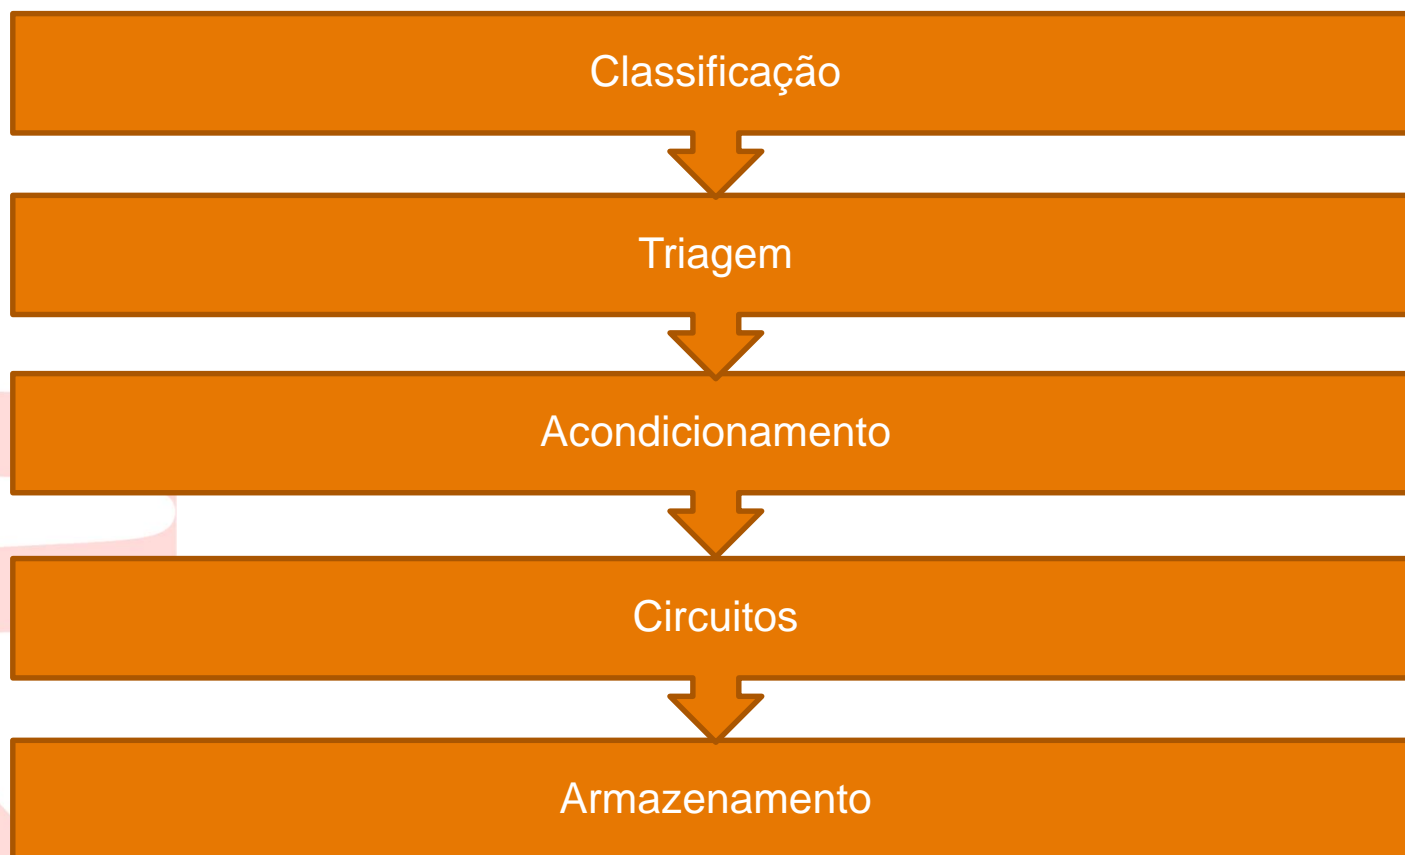 Classificação
Triagem
Acondicionamento
Circuitos
Armazenamento